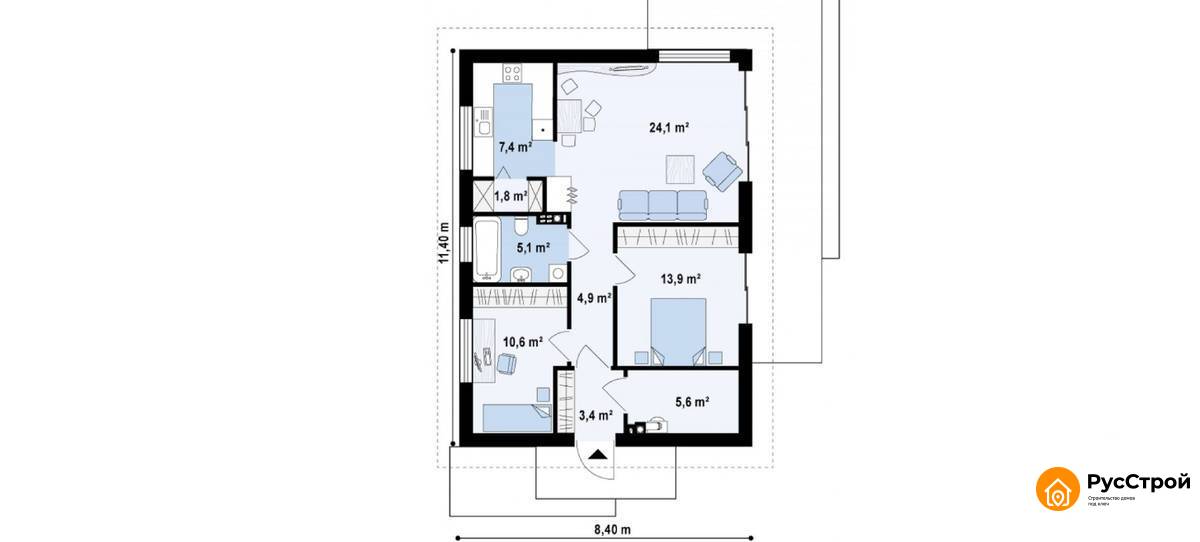 24,1 m²
7,4 m²
1,8 m²
5,1 m²
11,40 m
13,9 m²
4,9 m²
10,6 m²
5,6 m²
3,4 m²
8,40 m
РусСтрой
Строительство домов
под ключ